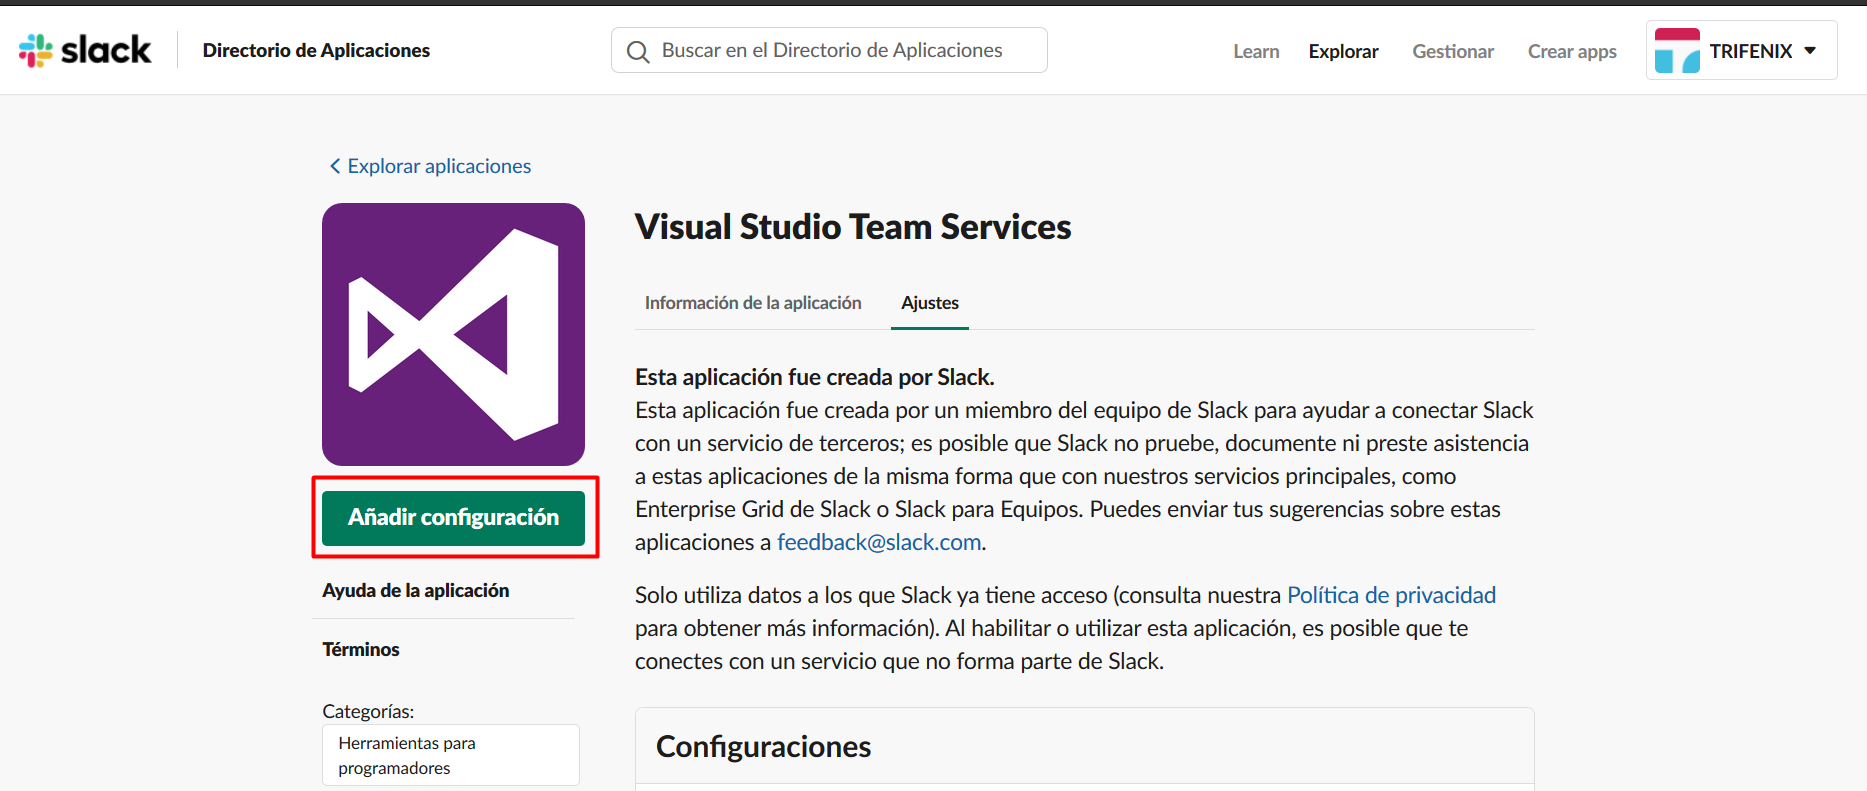 slack
Directorio de Aplicaciones
Buscar en el Directorio de Aplicaciones
Learn
Explorar
Gestionar
Crear apps
TRIFENIX
Explorar aplicaciones
Visual Studio Team Services
Información de la aplicación
Ajustes
Esta aplicación fue creada por Slack.
Esta aplicación fue creada por un miembro del equipo de Slack para ayudar a conectar Slack
con un servicio de terceros; es posible que Slack no pruebe, documente ni preste asistencia
a estas aplicaciones de la misma forma que con nuestros servicios principales, como
Enterprise Grid de Slack o Slack para Equipos. Puedes enviar tus sugerencias sobre estas
aplicaciones a feedback@slack.com.
Solo utiliza datos a los que Slack ya tiene acceso (consulta nuestra Política de privacidad
para obtener más información). Al habilitar o utilizar esta aplicación, es posible que te
conectes con un servicio que no forma parte de Slack.
Configuraciones
Añadir configuración
Ayuda de la aplicación
Términos
Categorías:
Herramientas para
programadores